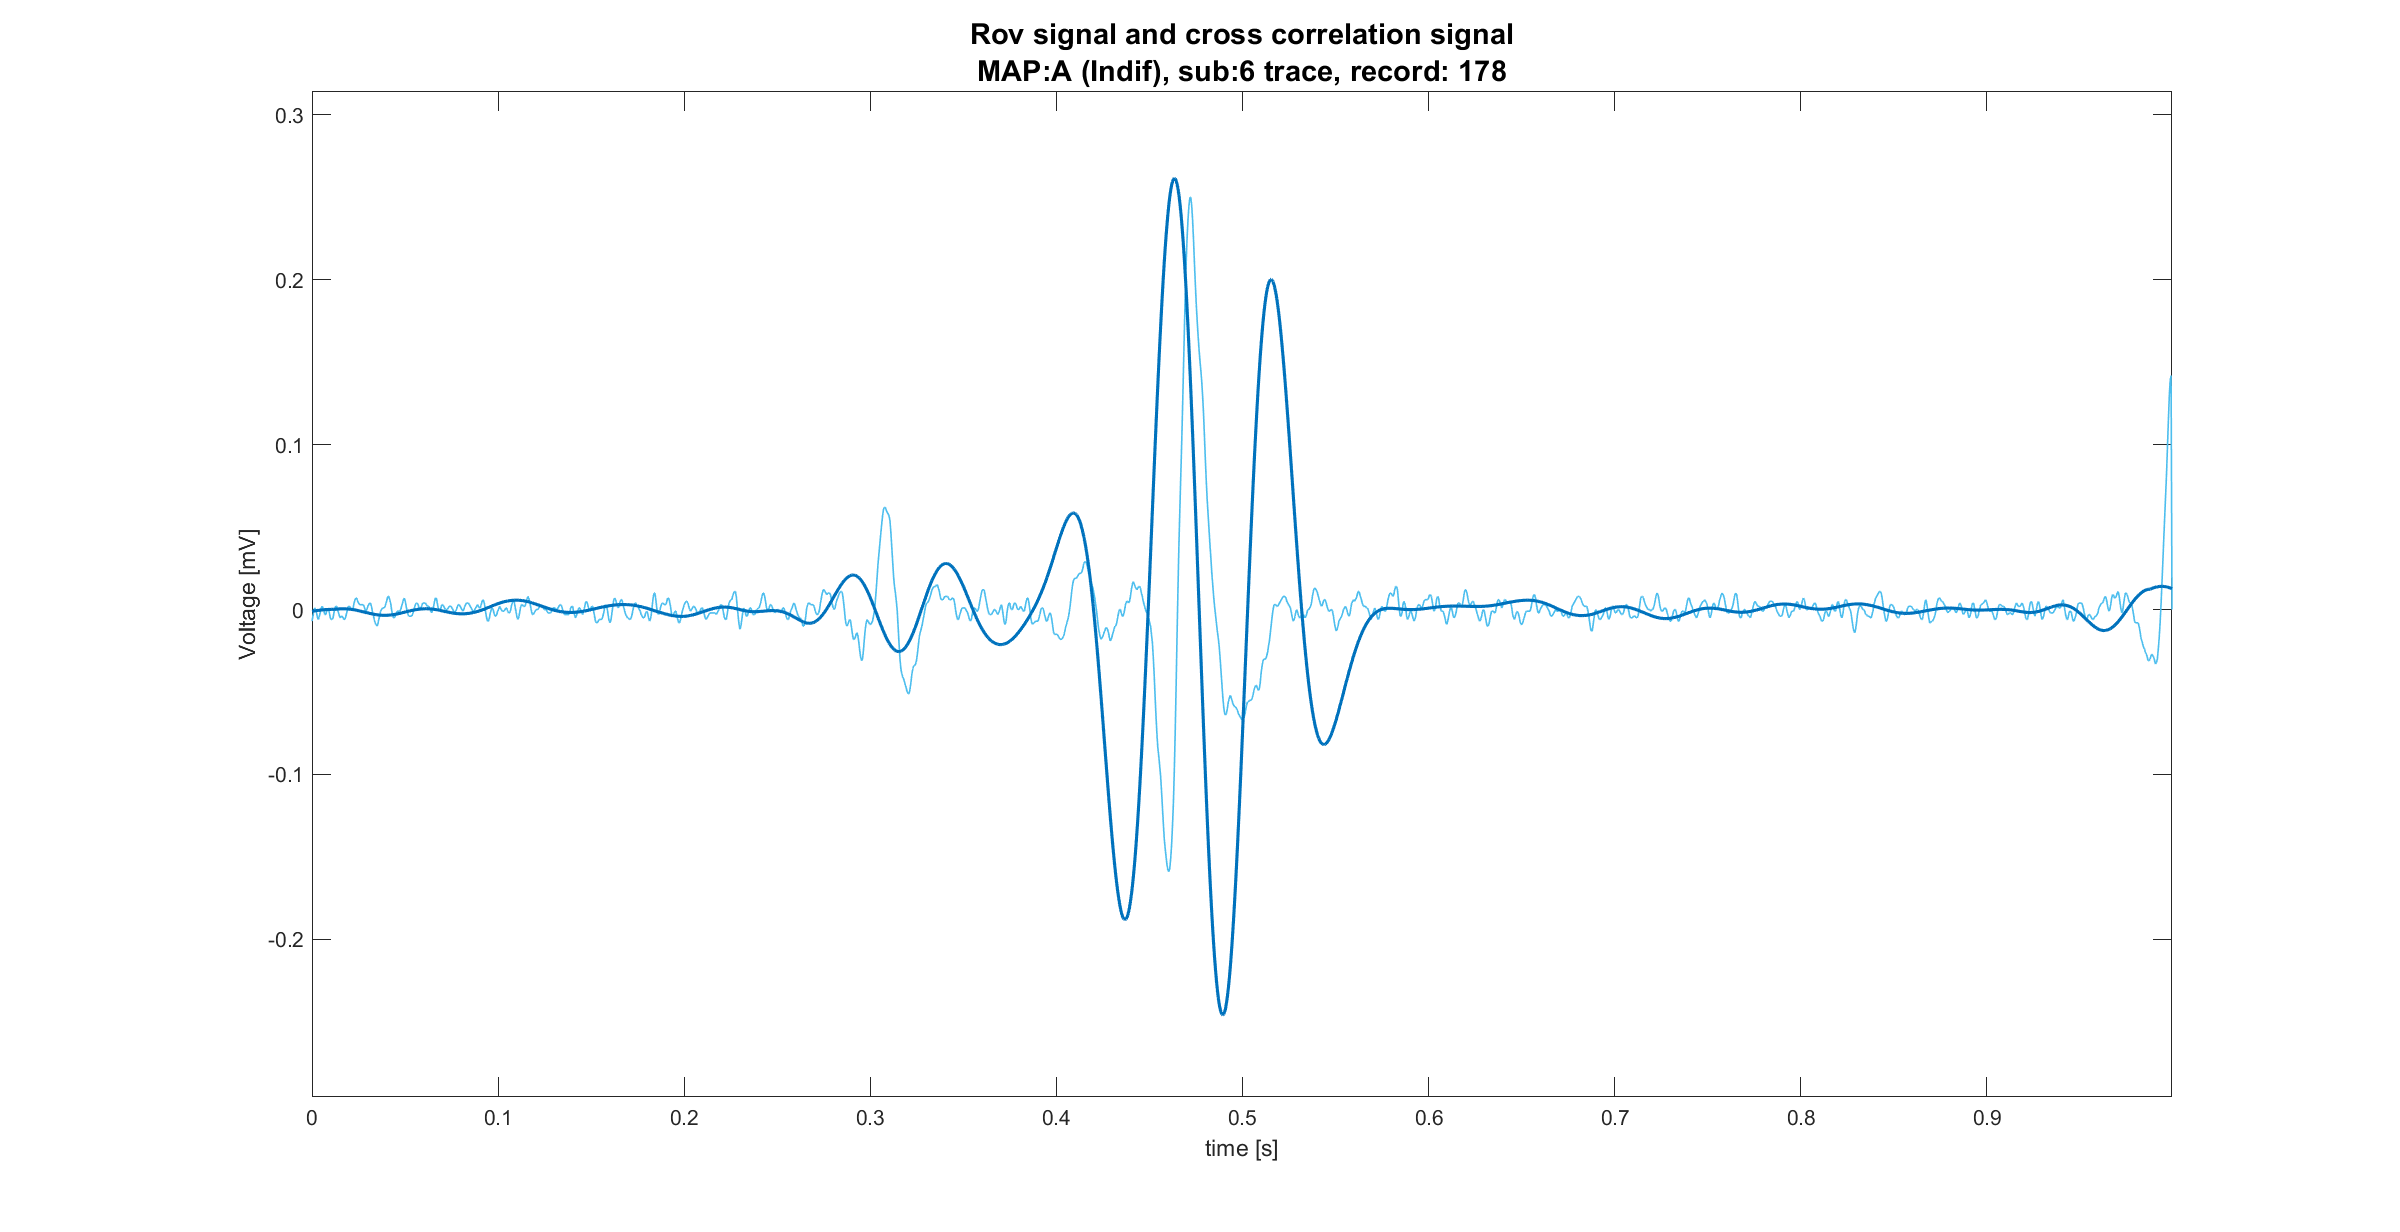 Rov signal and cross correlation signal
MAP:A (Indif), sub:6 trace, record: 178
0.3
0.2
0.1
0
-0.1
-0.2
Voltage [mV]
0 0.1 0.2 0.3 0.4 0.5 0.6 0.7 0.8 0.9
time [s]